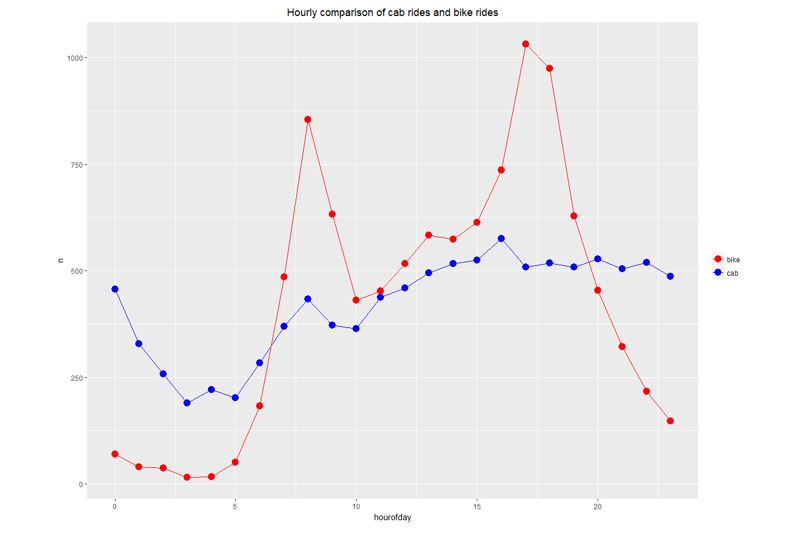 Hourly comparison of cab rides and bike rides
1000
750
500
250
0
n
0 5 10 15 20
hourofday
bike
cab